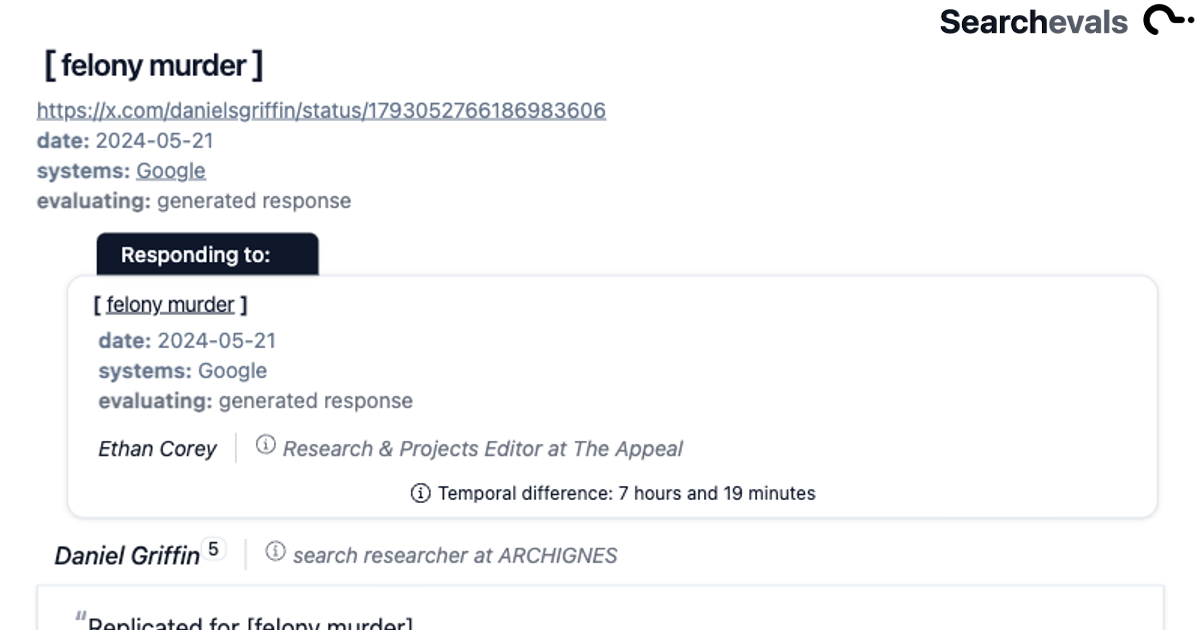 Searchevals
[ felony murder ]
https://x.com/danielsgriffin/status/1793052766186983606
date: 2024-05-21
systems: Google
evaluating: generated response
Responding to:
[ felony murder ]
date: 2024-05-21
systems: Google
evaluating: generated response
Ethan Corey ⓘ Research & Projects Editor at The Appeal
ⓘ Temporal difference: 7 hours and 19 minutes
Daniel Griffin 5 ⓘ search researcher at ARCHIGNES
"Replicated for [felony murder]